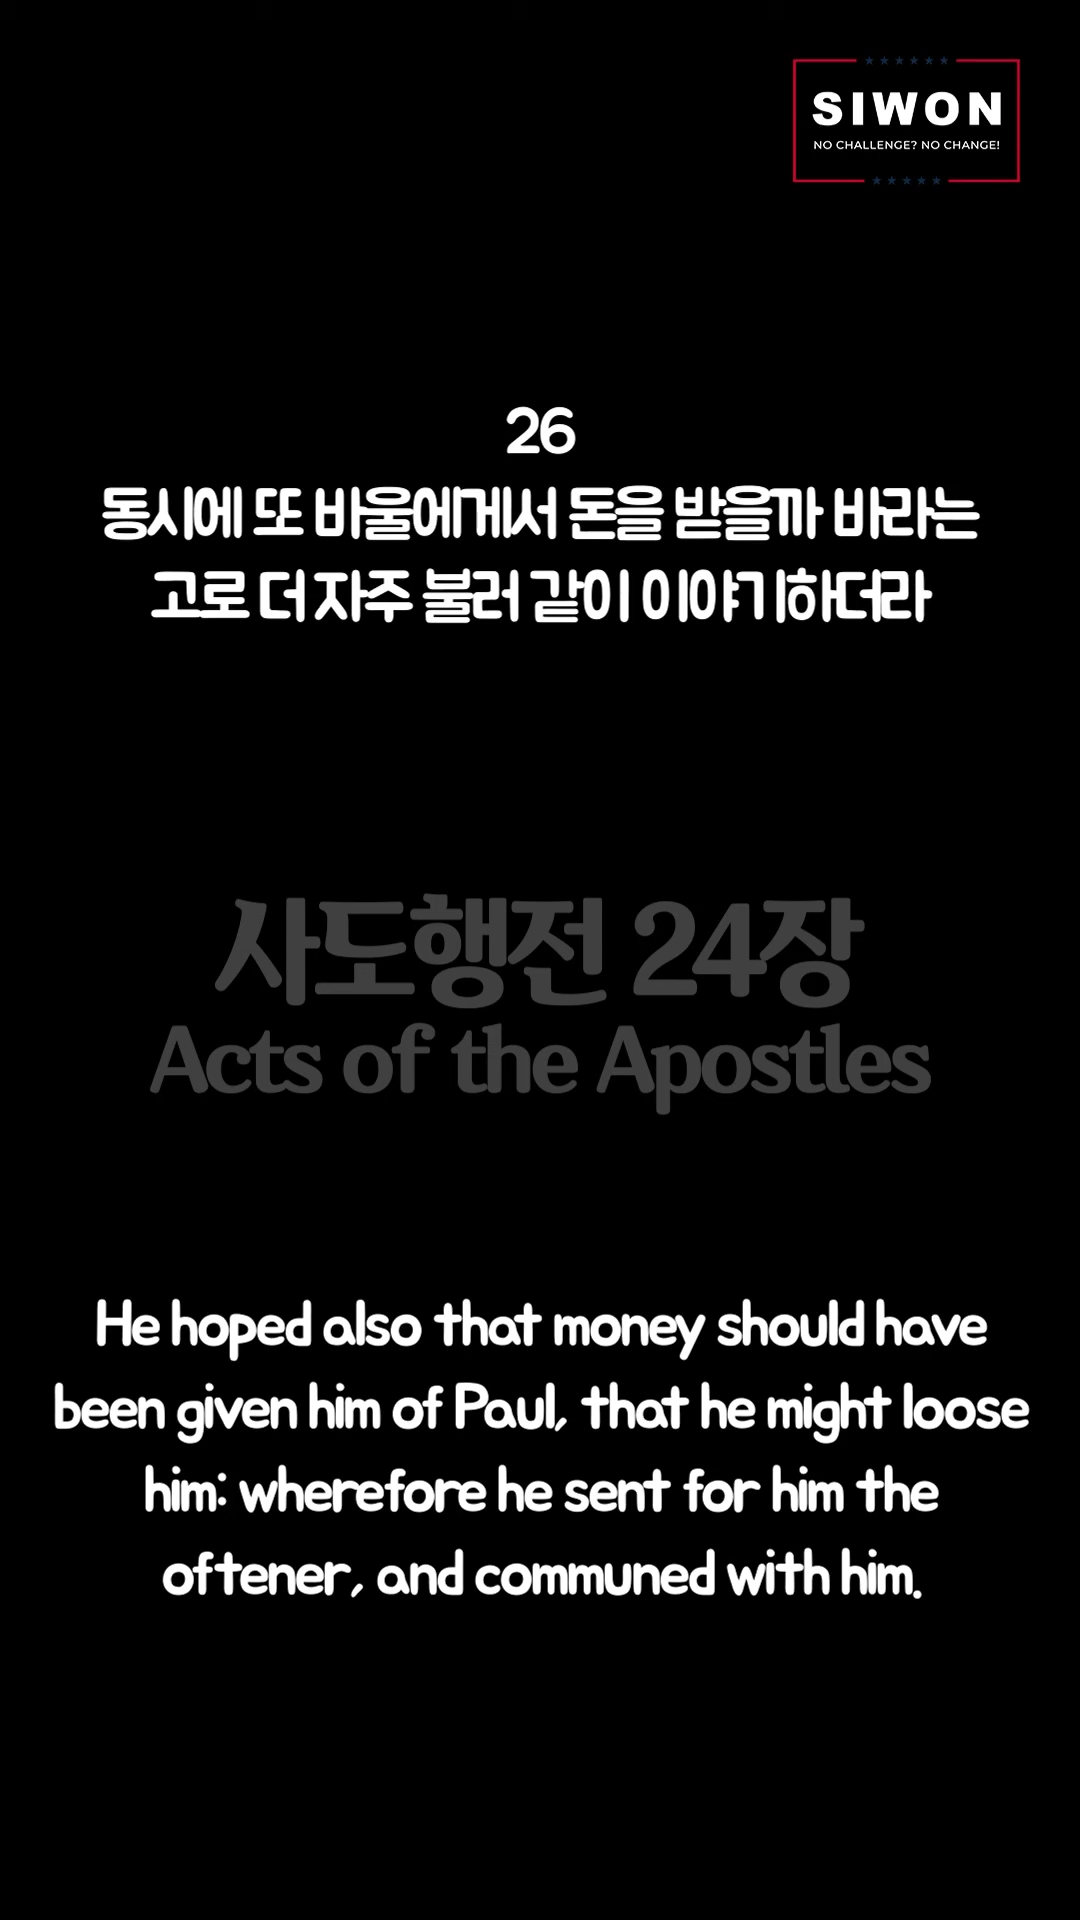 SIWON
NO CHALLENGE? NO CHANGE!
26
동시에 또 바울에게서 돈을 받을까 바라는
고로 더 자주 불러 같이 이야기하더라
사도행전 24장
Acts of the Apostles
He hoped also that money should have
been given him of Paul, that he might loose
him: wherefore he sent for him the
oftener, and communed with him.